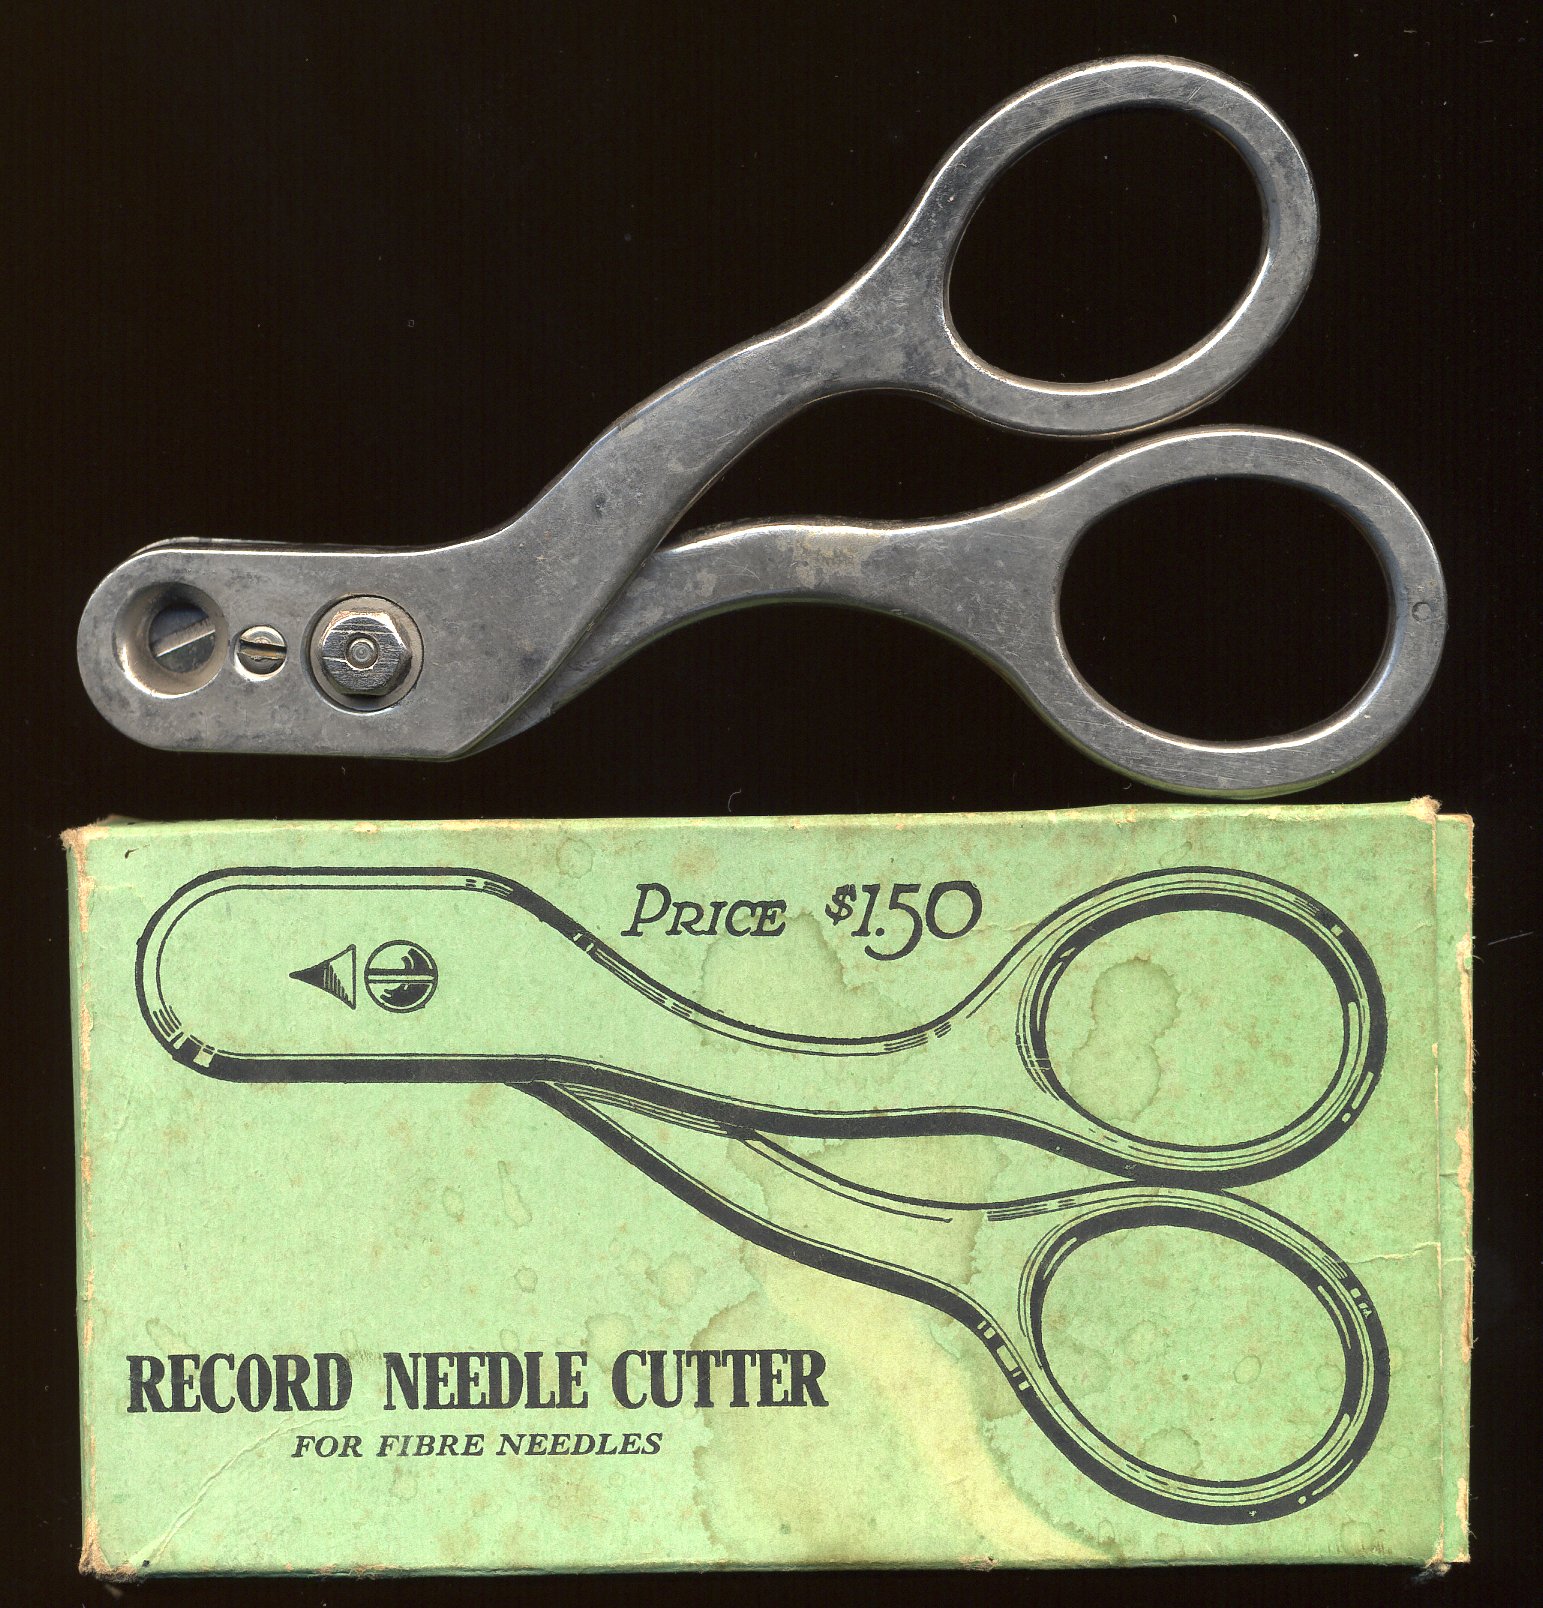 PRICE $1.50
RECORD NEEDLE CUTTER
FOR FIBRE NEEDLES